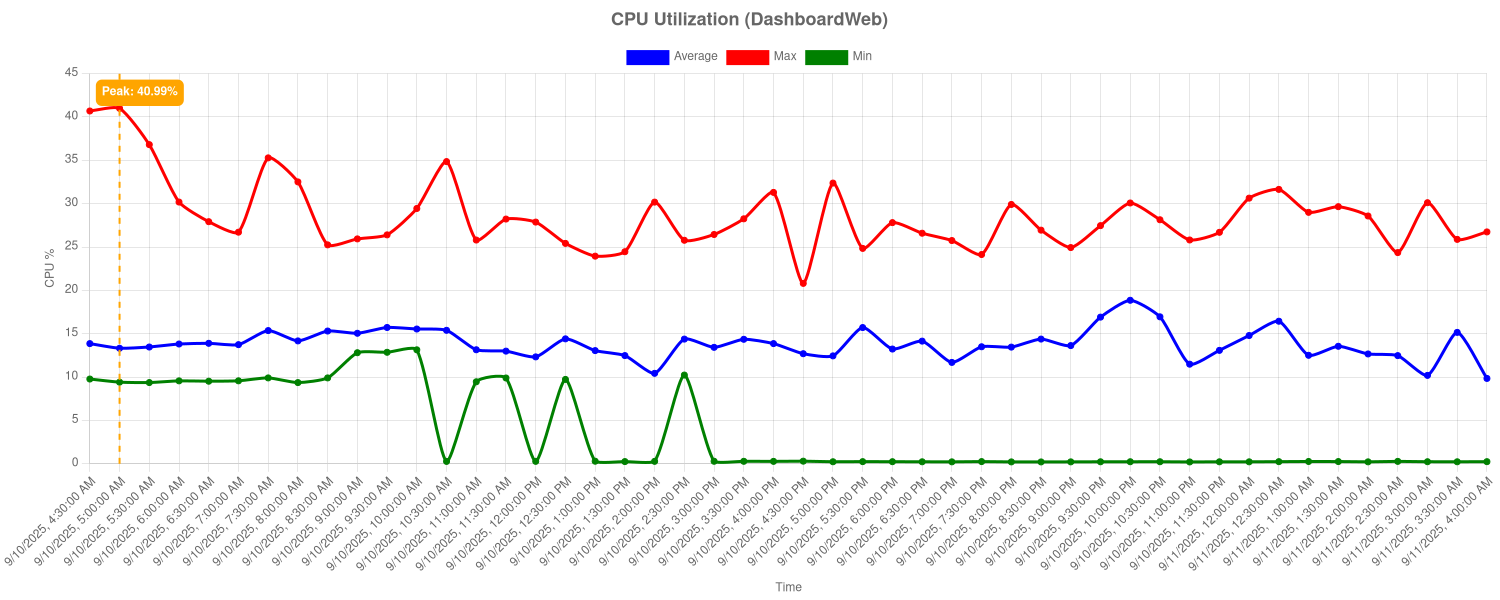 CPU Utilization (DashboardWeb)
Average Max Min
Peak: 40.99%
45
40
35
30
25
20
15
10
5
0
CPU %
9/10/2025, 4:30:00 AM
9/10/2025, 5:00:00 AM
9/10/2025, 5:30:00 AM
9/10/2025, 6:00:00 AM
9/10/2025, 6:30:00 AM
9/10/2025, 7:00:00 AM
9/10/2025, 7:30:00 AM
9/10/2025, 8:00:00 AM
9/10/2025, 8:30:00 AM
9/10/2025, 9:00:00 AM
9/10/2025, 9:30:00 AM
9/10/2025, 10:00:00 AM
9/10/2025, 10:30:00 AM
9/10/2025, 11:00:00 AM
9/10/2025, 11:30:00 AM
9/10/2025, 12:00:00 PM
9/10/2025, 12:30:00 PM
9/10/2025, 1:00:00 PM
9/10/2025, 1:30:00 PM
9/10/2025, 2:00:00 PM
9/10/2025, 2:30:00 PM
9/10/2025, 3:00:00 PM
9/10/2025, 3:30:00 PM
9/10/2025, 4:00:00 PM
9/10/2025, 4:30:00 PM
9/10/2025, 5:00:00 PM
9/10/2025, 5:30:00 PM
9/10/2025, 6:00:00 PM
9/10/2025, 6:30:00 PM
9/10/2025, 7:00:00 PM
9/10/2025, 7:30:00 PM
9/10/2025, 8:00:00 PM
9/10/2025, 8:30:00 PM
9/10/2025, 9:00:00 PM
9/10/2025, 9:30:00 PM
9/10/2025, 10:00:00 PM
9/10/2025, 10:30:00 PM
9/10/2025, 11:00:00 PM
9/10/2025, 11:30:00 PM
9/11/2025, 12:00:00 AM
9/11/2025, 12:30:00 AM
9/11/2025, 1:00:00 AM
9/11/2025, 1:30:00 AM
9/11/2025, 2:00:00 AM
9/11/2025, 2:30:00 AM
9/11/2025, 3:00:00 AM
9/11/2025, 3:30:00 AM
9/11/2025, 4:00:00 AM
Time